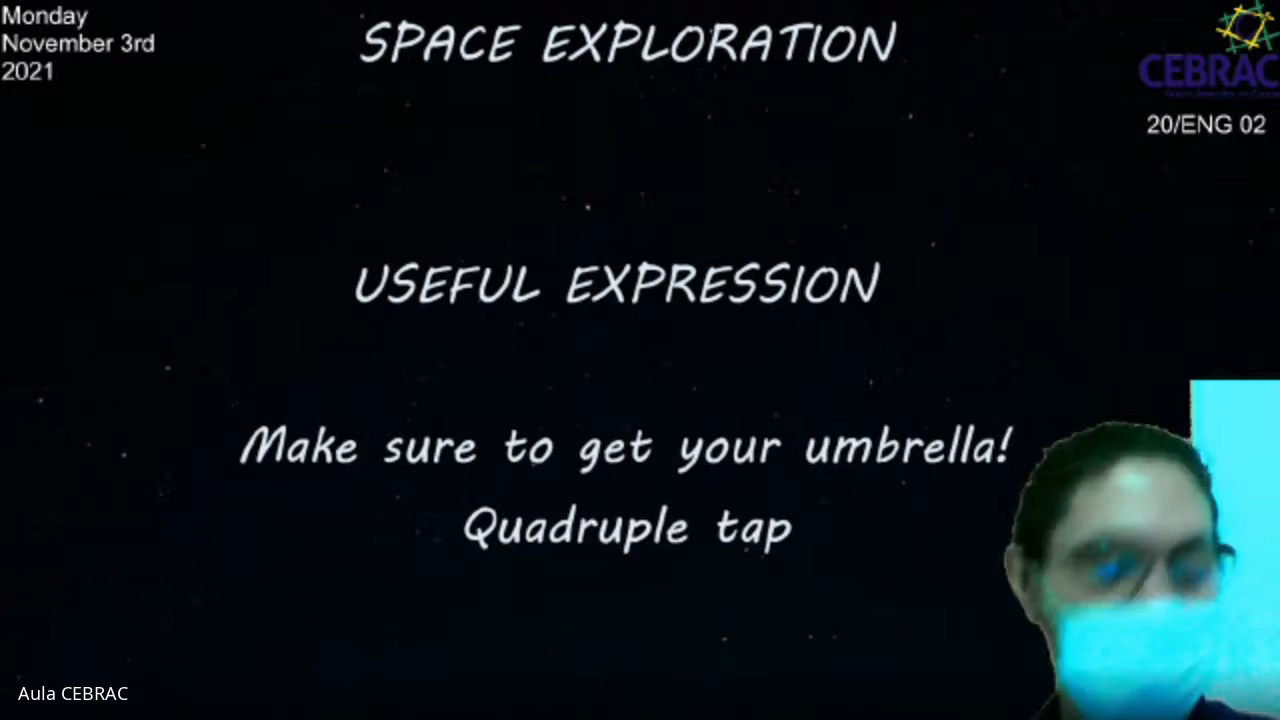 Monday
November 3rd
2021
SPACE EXPLORATION
CEBRAC
20/ENG 02
USEFUL EXPRESSION
Make sure to get your umbrella!
Quadruple tap
Aula CEBRAC